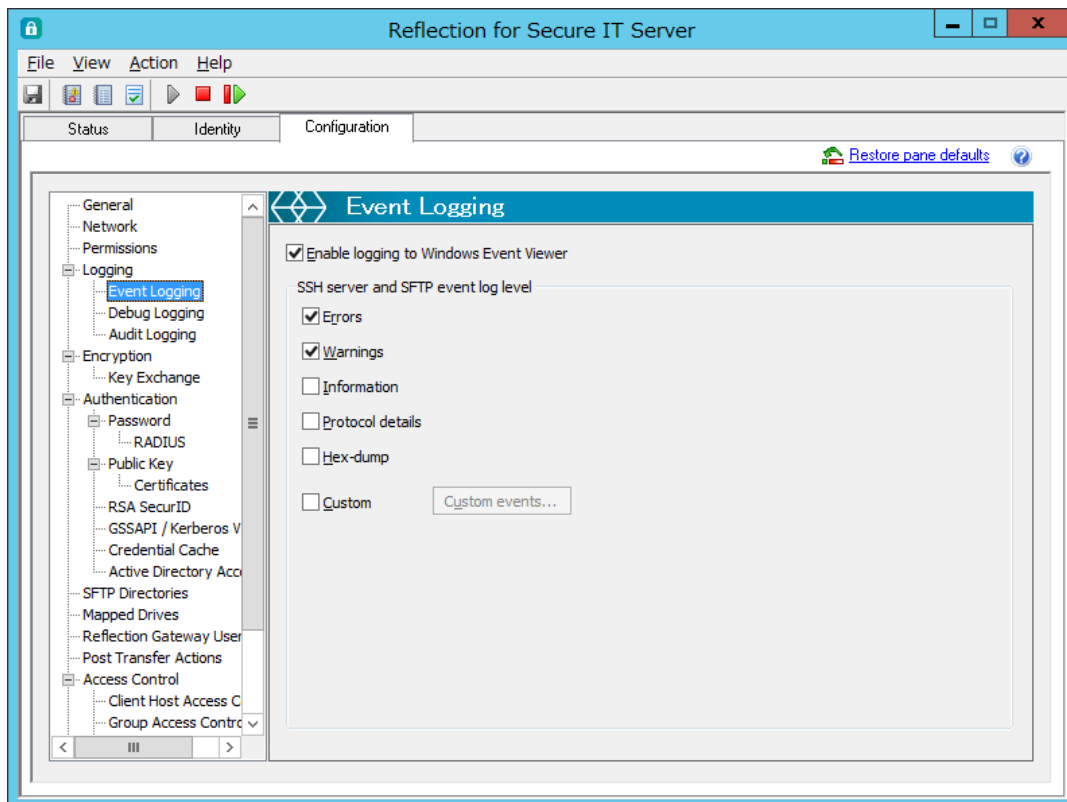 Reflection for Secure IT Server
File View Action Help
Status Identity Configuration
Restore pane defaults
General
Network
Permissions
Logging
Event Logging
Debug Logging
Audit Logging
Encryption
Key Exchange
Authentication
Password
RADIUS
Public Key
Certificates
RSA SecurID
GSSAPI / Kerberos V
Credential Cache
Active Directory Acc
SFTP Directories
Mapped Drives
Reflection Gateway User
Post Transfer Actions
Access Control
Client Host Access C
Group Access Contro
Event Logging
Enable logging to Windows Event Viewer
SSH server and SFTP event log level
Errors
Warnings
Information
Protocol details
Hex-dump
Custom Custom events...